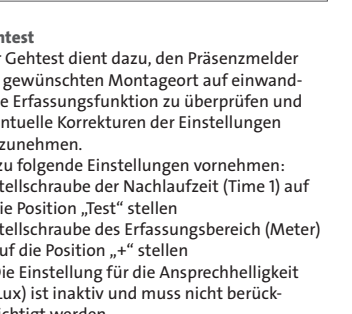 htest
r Gehtest dient dazu, den Präsenzmelder
gewünschten Montageort auf einwand-
e Erfassungsfunktion zu überprüfen und
ntuelle Korrekturen der Einstellungen
zunehmen.
zu folgende Einstellungen vornehmen:
tellschraube der Nachlaufzeit (Time 1) auf
ie Position „Test“ stellen
tellschraube des Erfassungsbereich (Meter)
uf die Position „+“ stellen
ie Einstellung für die Ansprechhelligkeit
Lux) ist inaktiv und muss nicht berück-
ichtigt werden